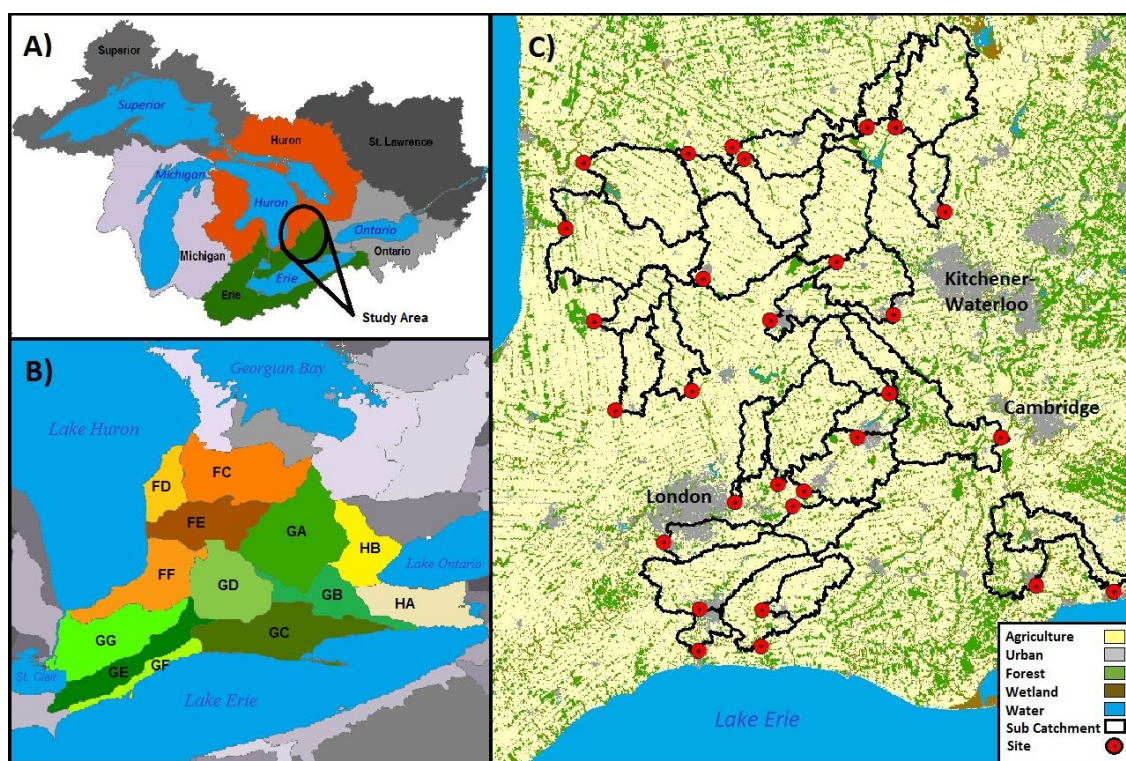 A)
Superior
Superior
Huron
St. Lawrence
Michigan
Huron
Ontario
Michigan
Ontario
Erie
Erie
Study Area
B)
Georgian Bay
Lake Huron
FC
FD
FE
GA
HB
Lake Ontario
FF
GD
GB
HA
GG
GC
GE
GF
St. Clair
Lake Erie
C)
Kitchener-
Waterloo
Cambridge
London
Lake Erie
Agriculture
Urban
Forest
Wetland
Water
Sub Catchment
Site